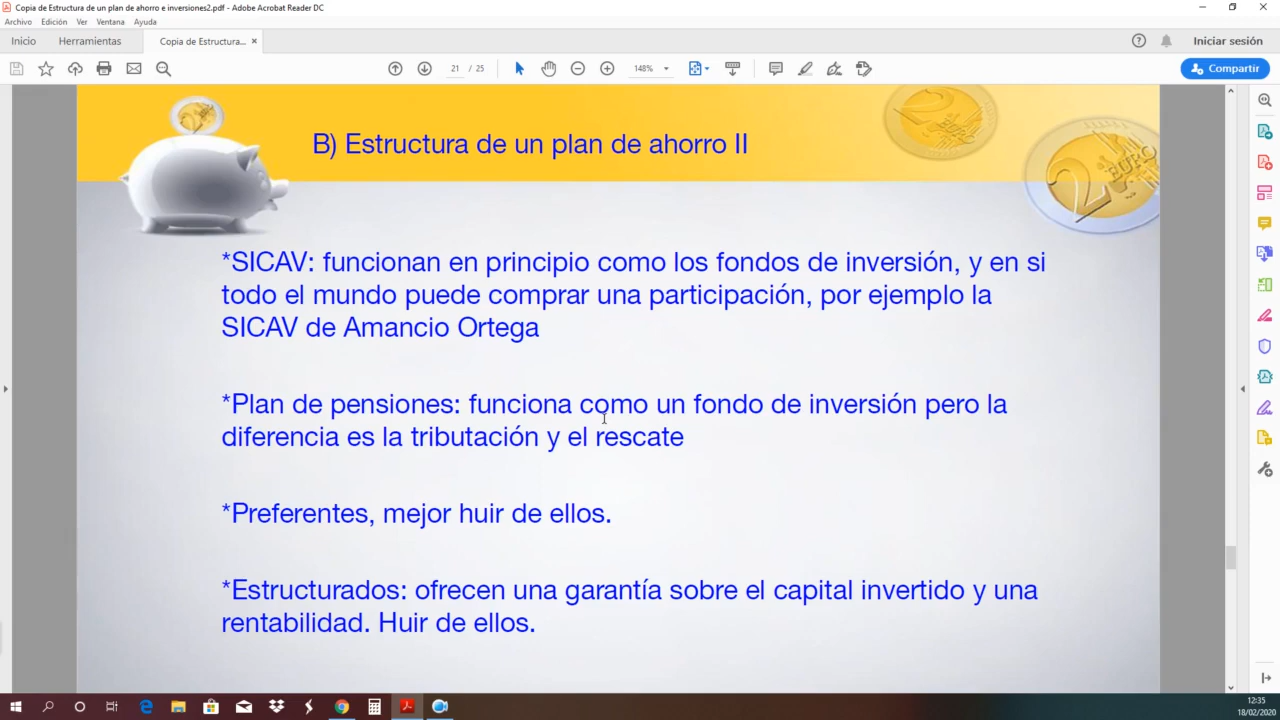 Copia de Estructura de un plan de ahorro e inversiones2.pdf - Adobe Acrobat Reader DC
Archivo Edición Ver Ventana Ayuda
Inicio Herramientas Copia de Estructura... × Iniciar sesión
21 / 25 148% Compartir
B) Estructura de un plan de ahorro II
2 EURO
*SICAV: funcionan en principio como los fondos de inversión, y en si
todo el mundo puede comprar una participación, por ejemplo la
SICAV de Amancio Ortega
*Plan de pensiones: funciona como un fondo de inversión pero la
diferencia es la tributación y el rescate
*Preferentes, mejor huir de ellos.
*Estructurados: ofrecen una garantía sobre el capital invertido y una
rentabilidad. Huir de ellos.
12:35
18/02/2020